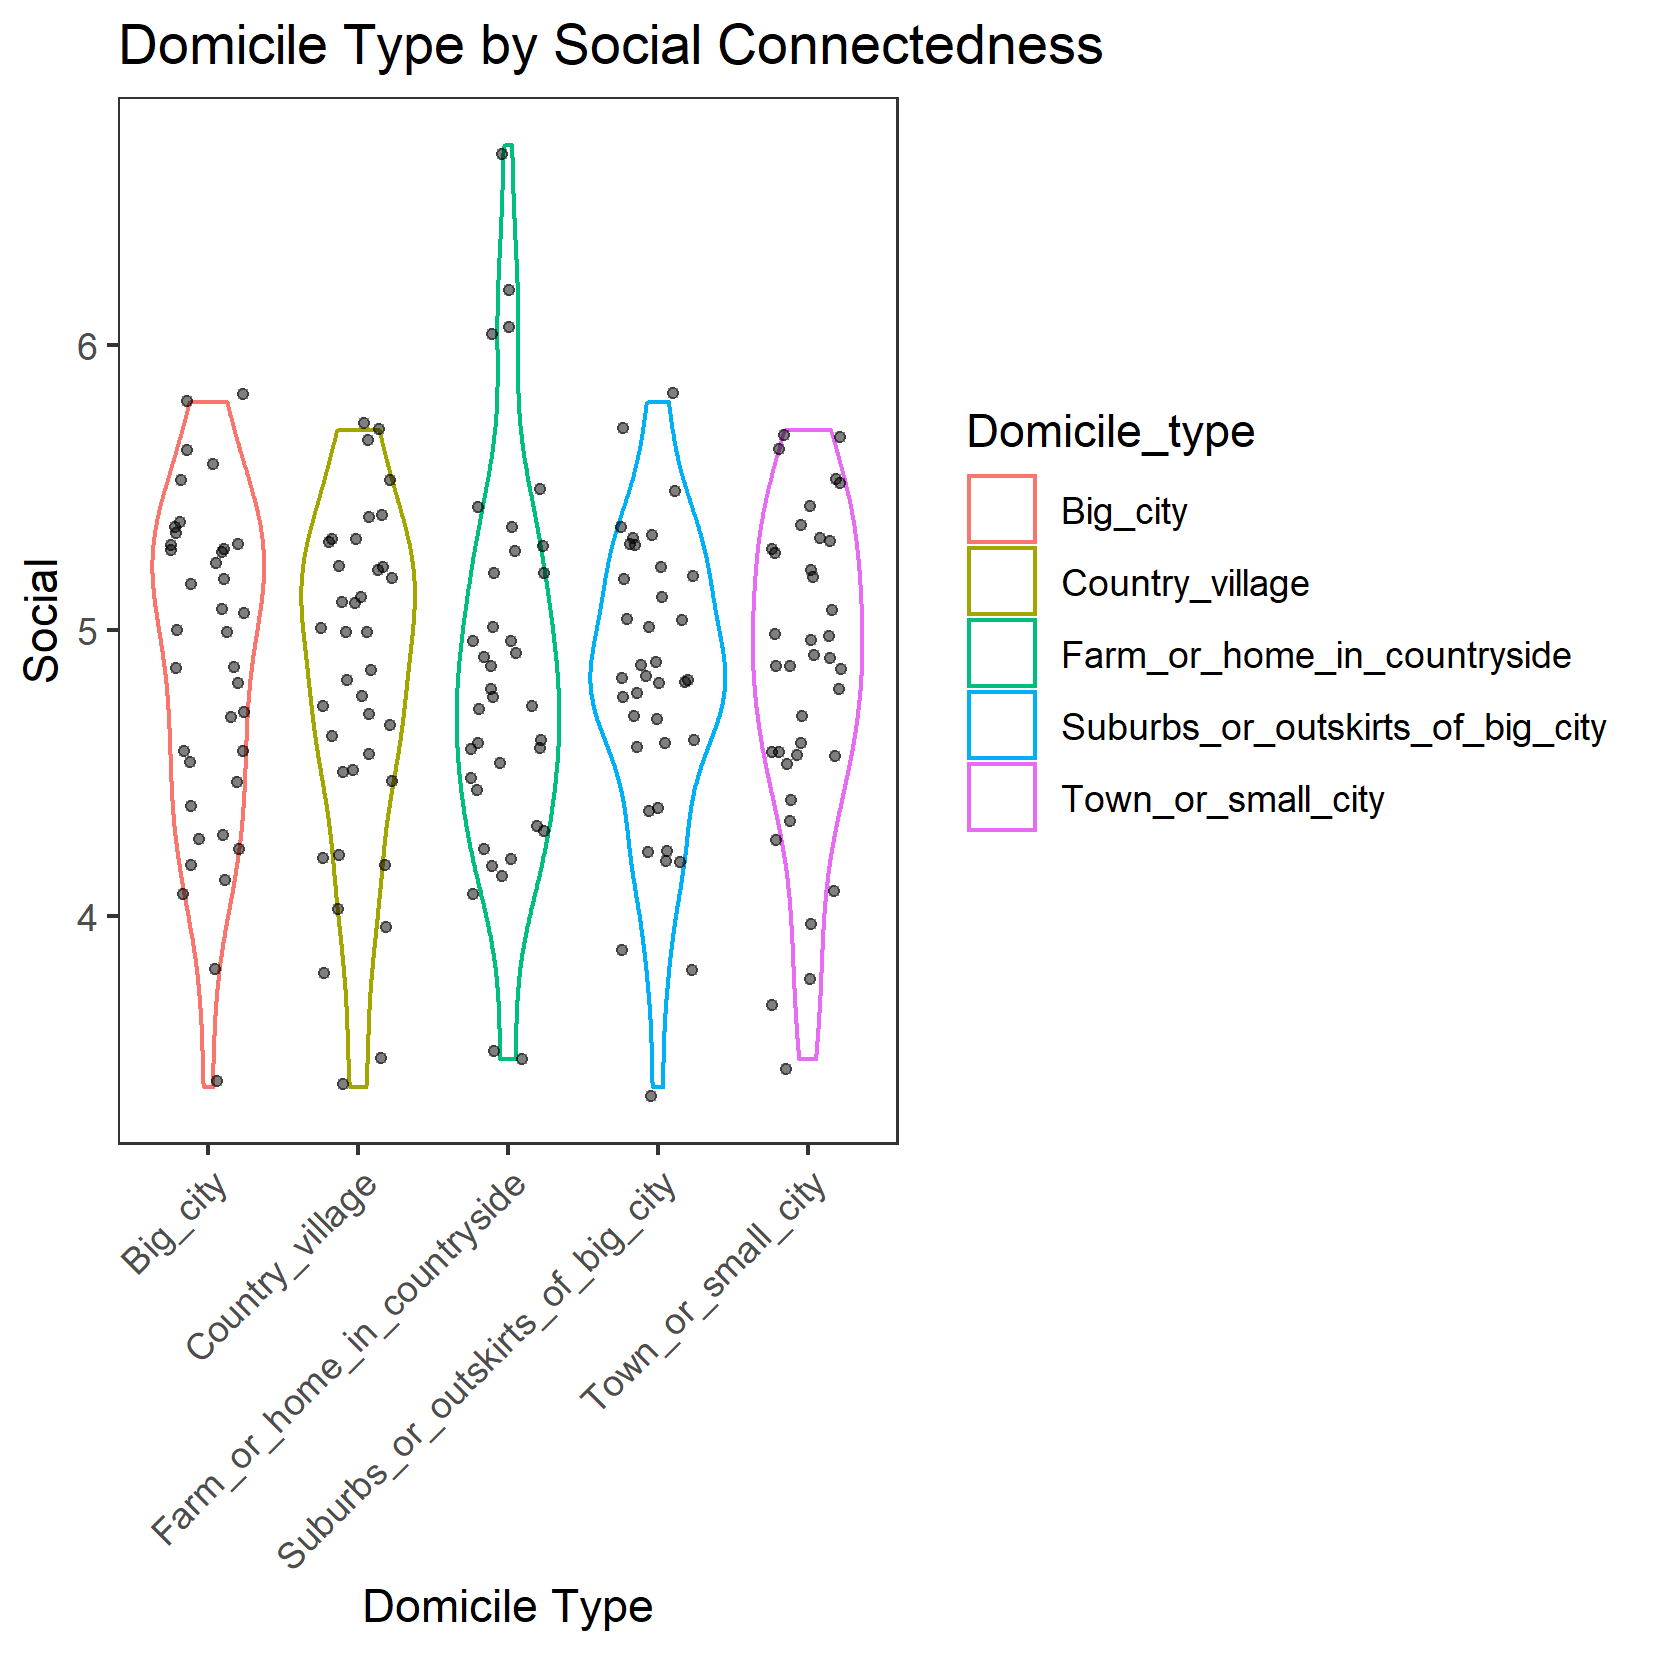 Domicile Type by Social Connectedness
Social
6
5
4
Big_city
Country_village
Farm_or_home_in_countryside
Suburbs_or_outskirts_of_big_city
Town_or_small_city
Domicile Type
Domicile_type
Big_city
Country_village
Farm_or_home_in_countryside
Suburbs_or_outskirts_of_big_city
Town_or_small_city